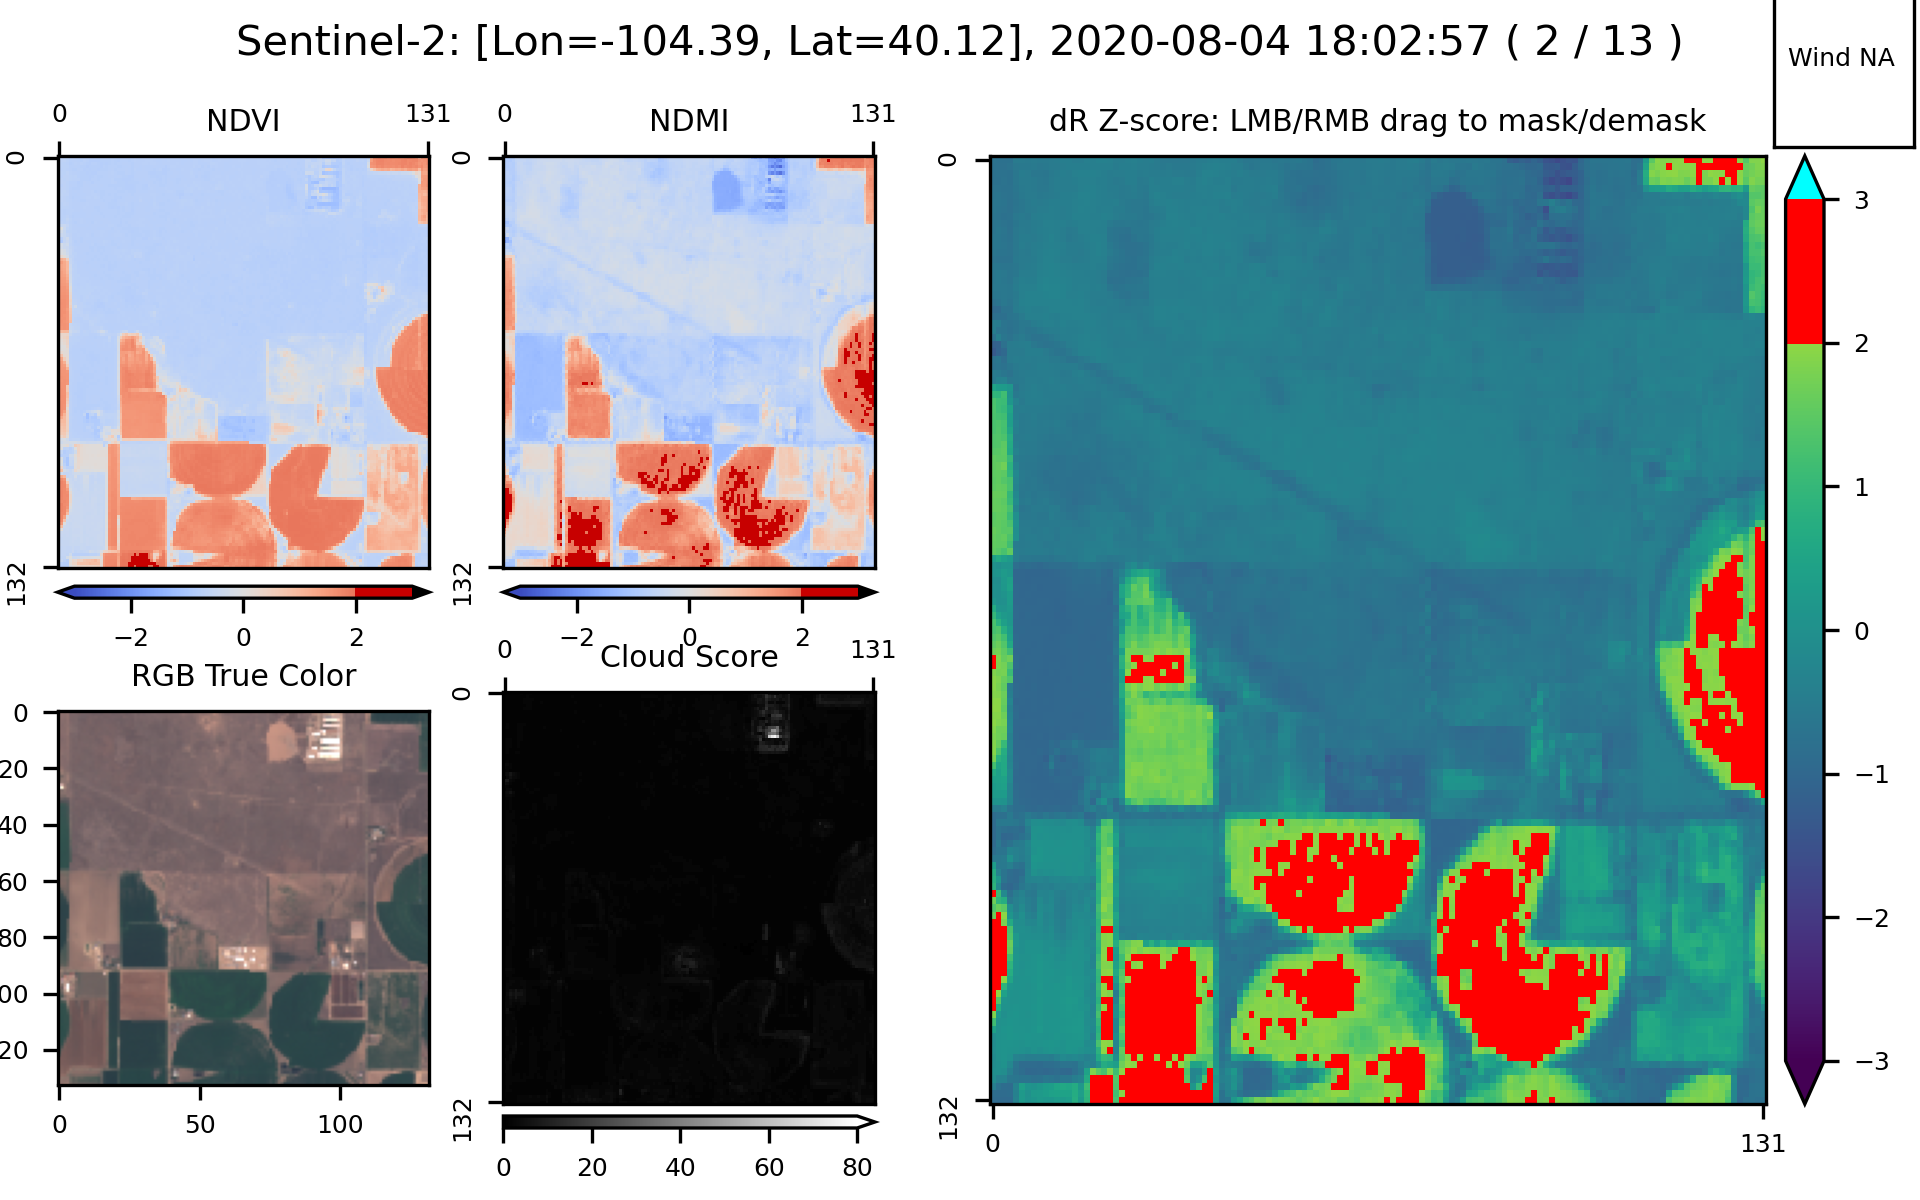 Sentinel-2: [Lon=-104.39, Lat=40.12], 2020-08-04 18:02:57 ( 2 / 13 )
Wind NA
0 NDVI 131
0
132
−2 0 2
0 NDMI 131
0
132
−2 0 2
dR Z-score: LMB/RMB drag to mask/demask
0
132
0 131
3
2
1
0
−1
−2
−3
RGB True Color
0
20
40
60
80
00
20
0 50 100
0 Cloud Score 131
0
132
0 20 40 60 80